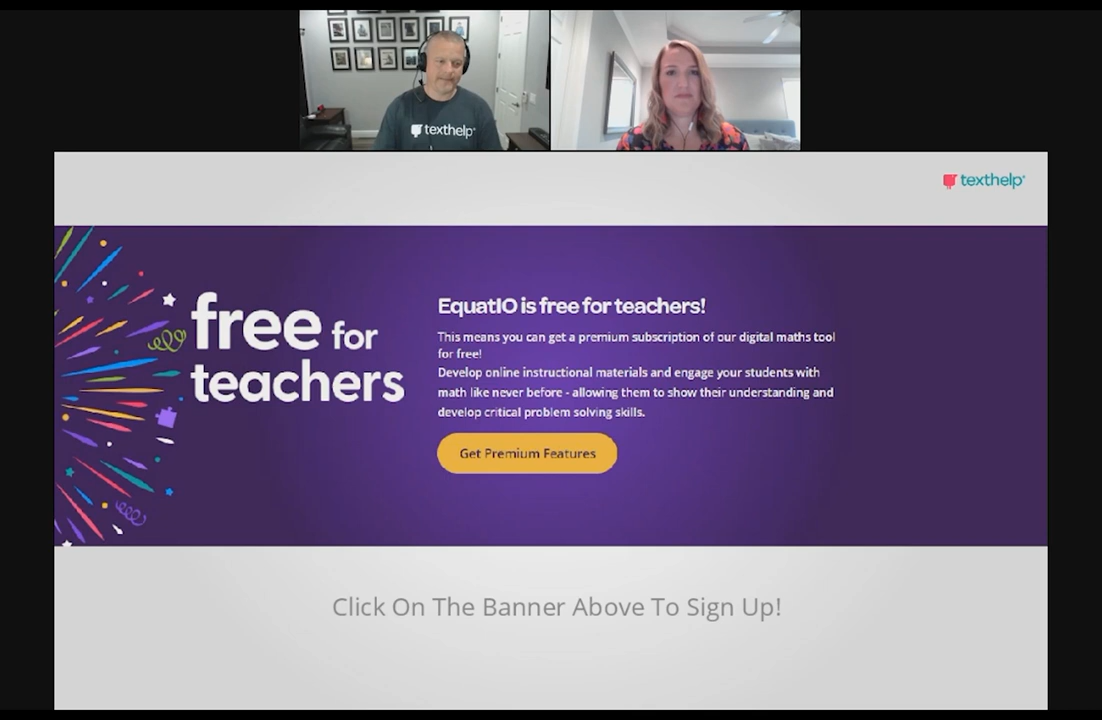 texthelp
texthelp
free for
teachers
EquatIO is free for teachers!
This means you can get a premium subscription of our digital maths tool
for free!
Develop online instructional materials and engage your students with
math like never before - allowing them to show their understanding and
develop critical problem solving skills.
Get Premium Features
Click On The Banner Above To Sign Up!